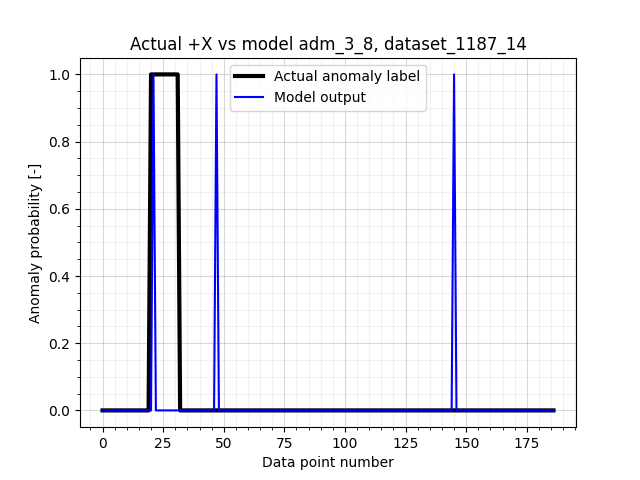 Actual +X vs model adm_3_8, dataset_1187_14
Actual anomaly label
Model output
Anomaly probability [-]
1.0
0.8
0.6
0.4
0.2
0.0
0 25 50 75 100 125 150 175
Data point number